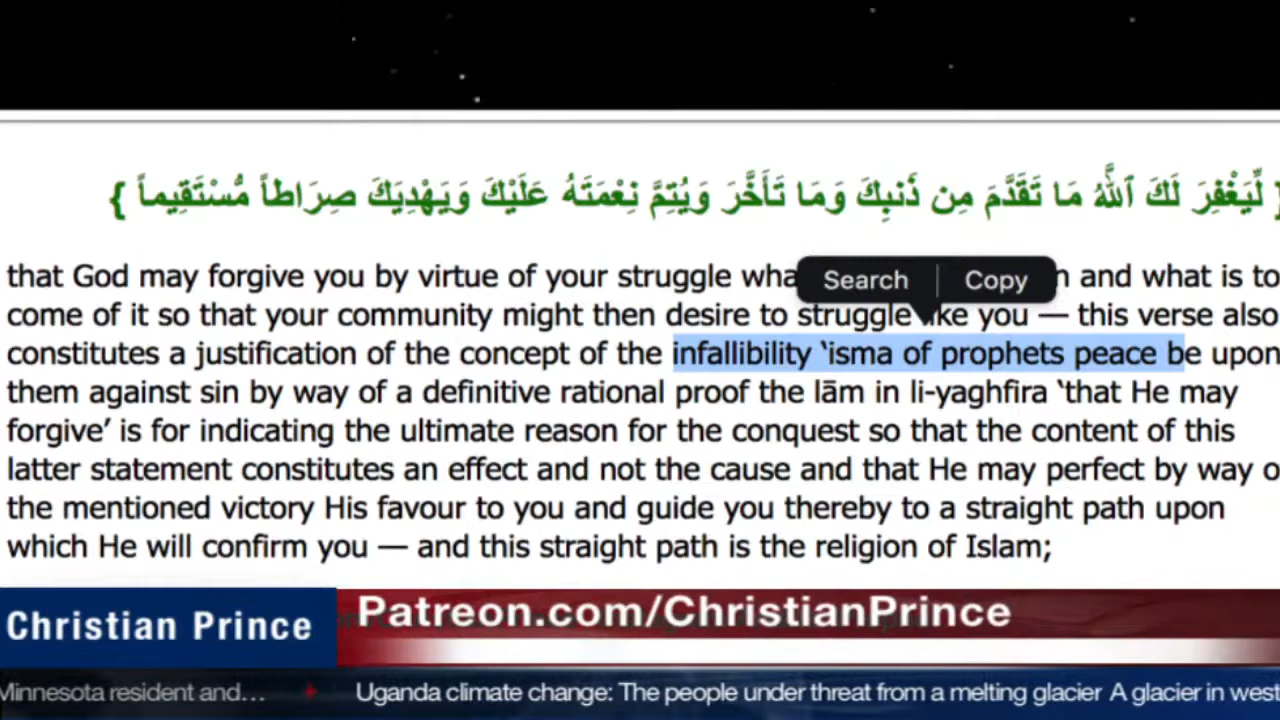 { لِّيَغْفِرَ لَكَ ٱللَّهُ مَا تَقَدَّمَ مِن ذَنبِكَ وَمَا تَأَخَّرَ وَيُتِمَّ نِعْمَتَهُ عَلَيْكَ وَيَهْدِيَكَ صِرَاطاً مُّسْتَقِيماً }
that God may forgive you by virtue of your struggle and what is to
Search Copy
come of it so that your community might then desire to struggle like you — this verse also
constitutes a justification of the concept of the infallibility ‘isma of prophets peace be upon
them against sin by way of a definitive rational proof the lām in li-yaghfira ‘that He may
forgive’ is for indicating the ultimate reason for the conquest so that the content of this
latter statement constitutes an effect and not the cause and that He may perfect by way o
the mentioned victory His favour to you and guide you thereby to a straight path upon
which He will confirm you — and this straight path is the religion of Islam;
Christian Prince
Patreon.com/ChristianPrince
Minnesota resident and… Uganda climate change: The people under threat from a melting glacier A glacier in west